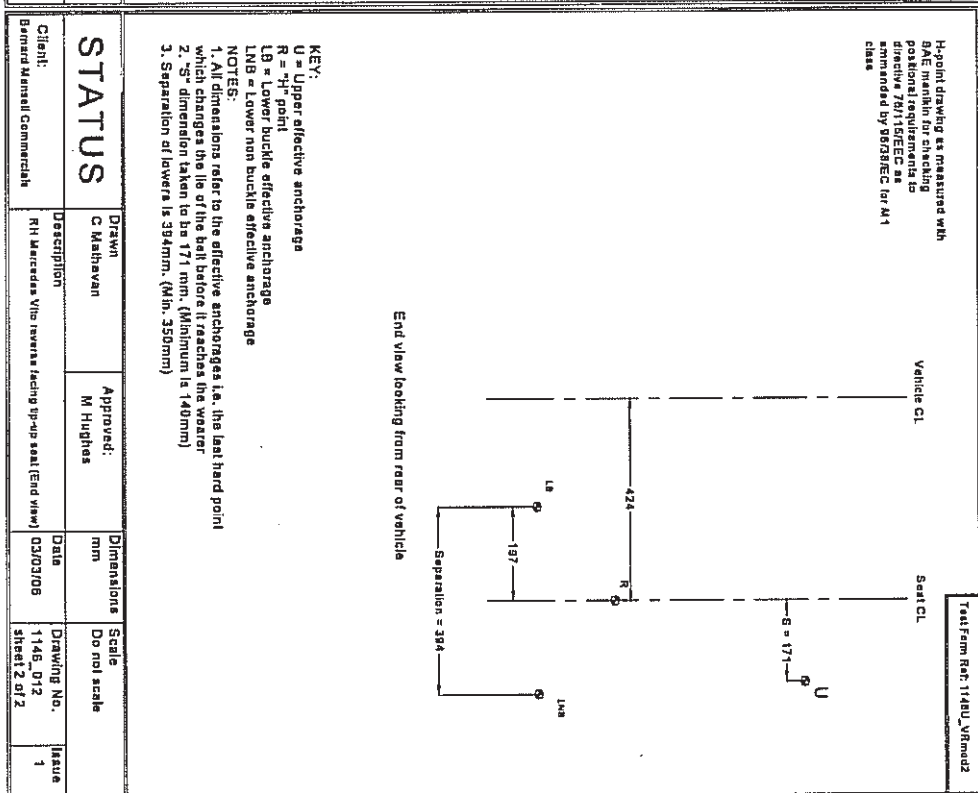 Test Form Ref: 1146U_VRmod2
H-point drawing as measured with
SAE manikin for checking
positional requirements to
directive 76/115/EEC as
ammended by 96/38/EC for M1
class
Vehicle CL
Seat CL
S = 171
U
424
R
LB
LNB
197
Separation = 394
End view looking from rear of vehicle
KEY:
U = Upper effective anchorage
R = "H" point
LB = Lower buckle effective anchorage
LNB = Lower non buckle effective anchorage
NOTES:
1. All dimensions refer to the effective anchorages i.e. the last hard point
which changes the lie of the belt before it reaches the wearer
2. "S" dimension taken to be 171 mm. (Minimum is 140mm)
3. Separation of lowers is 394mm. (Min. 350mm)
STATUS
Drawn
C Mathavan
Approved:
M Hughes
Dimensions
mm
Scale
Do not scale
Client:
Bernard Mansell Commercials
Description
RH Mercedes Vito reverse facing tip-up seat (End view)
Date
03/03/06
Drawing No.
1146_012
sheet 2 of 2
Issue
1